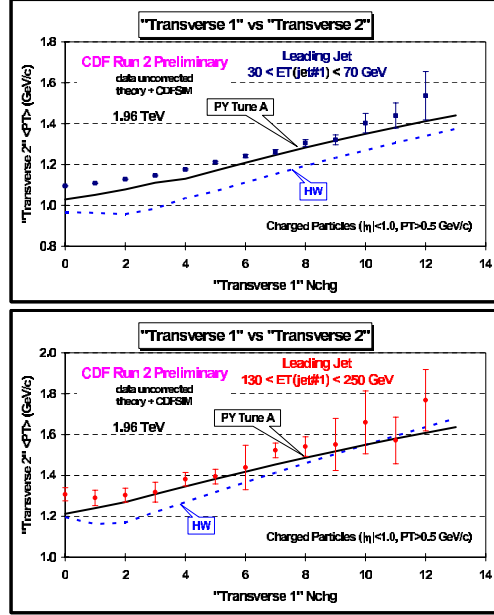 "Transverse 1" vs "Transverse 2"
CDF Run 2 Preliminary
data uncorrected
theory + CDFSIM
1.96 TeV
Leading Jet
30 < ET(jet#1) < 70 GeV
PY Tune A
HW
Charged Particles (|η|<1.0, PT>0.5 GeV/c)
"Transverse 2" <PT> (GeV/c)
1.8
1.6
1.4
1.2
1.0
0.8
0 2 4 6 8 10 12 14
"Transverse 1" Nchg
"Transverse 1" vs "Transverse 2"
CDF Run 2 Preliminary
data uncorrected
theory + CDFSIM
1.96 TeV
Leading Jet
130 < ET(jet#1) < 250 GeV
PY Tune A
HW
Charged Particles (|η|<1.0, PT>0.5 GeV/c)
"Transverse 2" <PT> (GeV/c)
2.0
1.8
1.6
1.4
1.2
1.0
0 2 4 6 8 10 12 14
"Transverse 1" Nchg